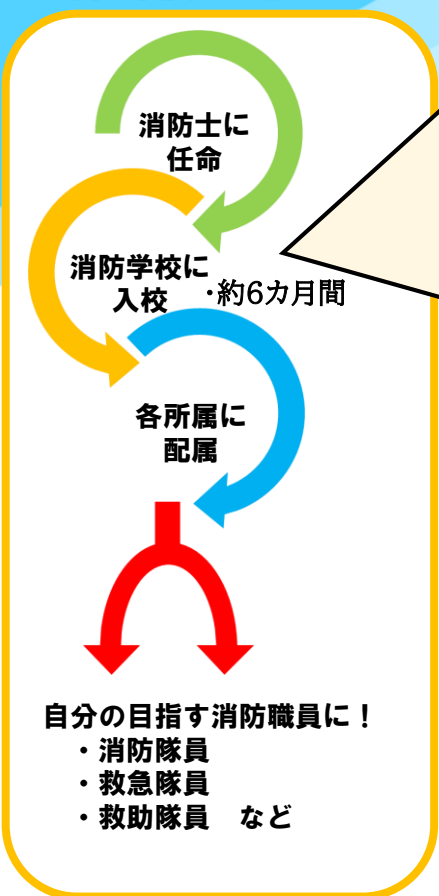 消防士に
任命
消防学校に
入校
・約6カ月間
各所属に
配属
自分の目指す消防職員に！
・消防隊員
・救急隊員
・救助隊員　など